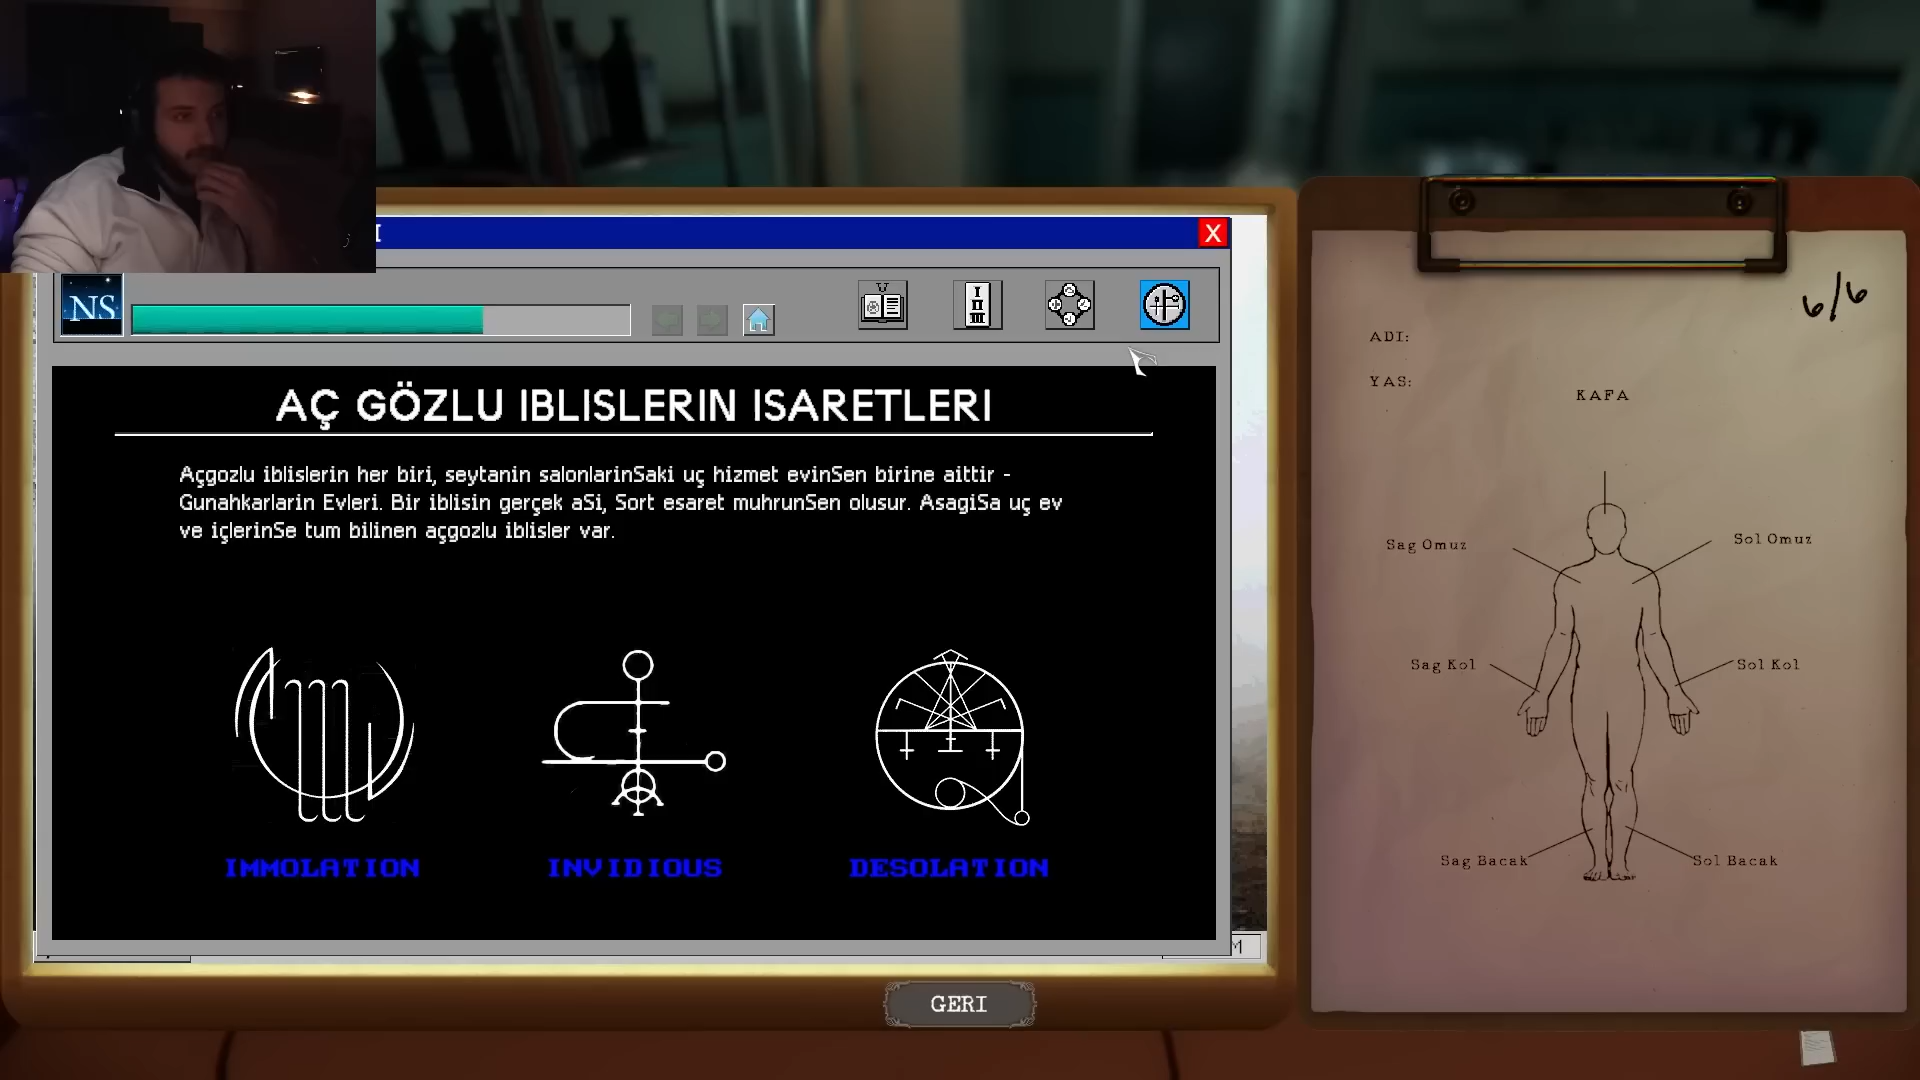 I
X
NS
I
II
III
AÇ GÖZLU IBLISLERIN ISARETLERI
Açgozlu iblislerin her biri, seytanin salonlarinSaki uç hizmet evinSen birine aittir -
Gunahkarlarin Evleri. Bir iblisin gerçek aSi, Sort esaret muhrunSen olusur. AsagiSa uç ev
ve içlerinSe tum bilinen açgozlu iblisler var.
IMMOLATION
INVIDIOUS
DESOLATION
M
GERI
6/6
ADI:
YAS:
KAFA
Sag Omuz
Sol Omuz
Sag Kol
Sol Kol
Sag Bacak
Sol Bacak